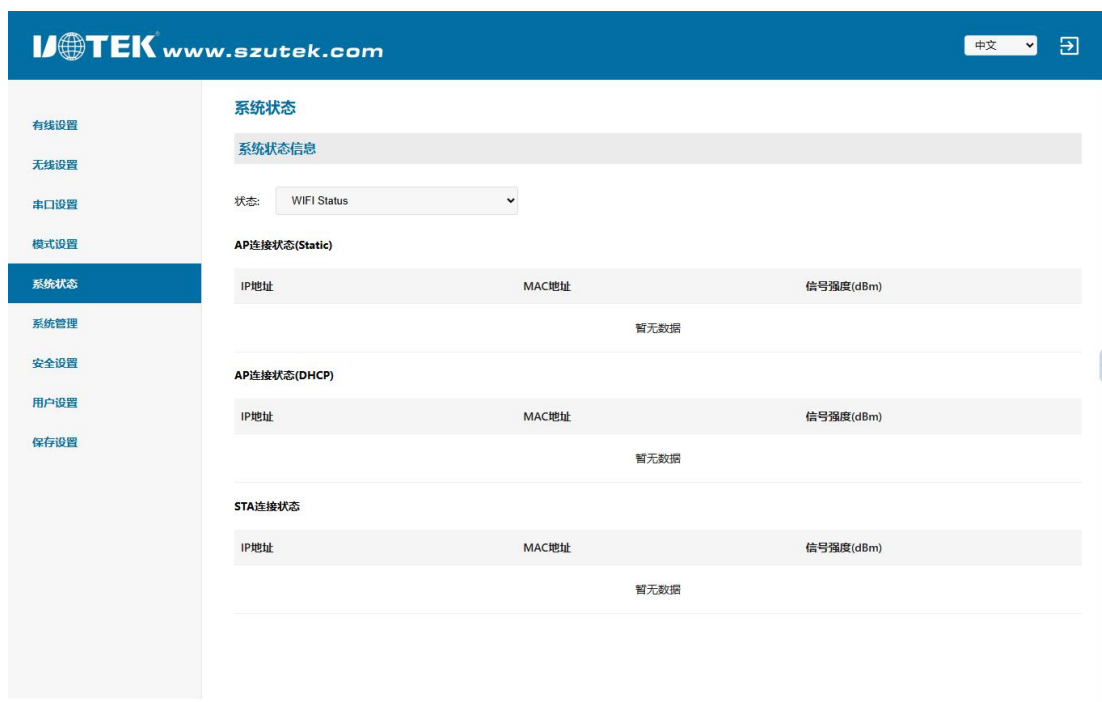 UTEK www.szutek.com
中文
有线设置
无线设置
串口设置
模式设置
系统状态
系统管理
安全设置
用户设置
保存设置
系统状态
系统状态信息
状态: WIFI Status
AP连接状态(Static)
IP地址 MAC地址 信号强度(dBm)
暂无数据
AP连接状态(DHCP)
IP地址 MAC地址 信号强度(dBm)
暂无数据
STA连接状态
IP地址 MAC地址 信号强度(dBm)
暂无数据